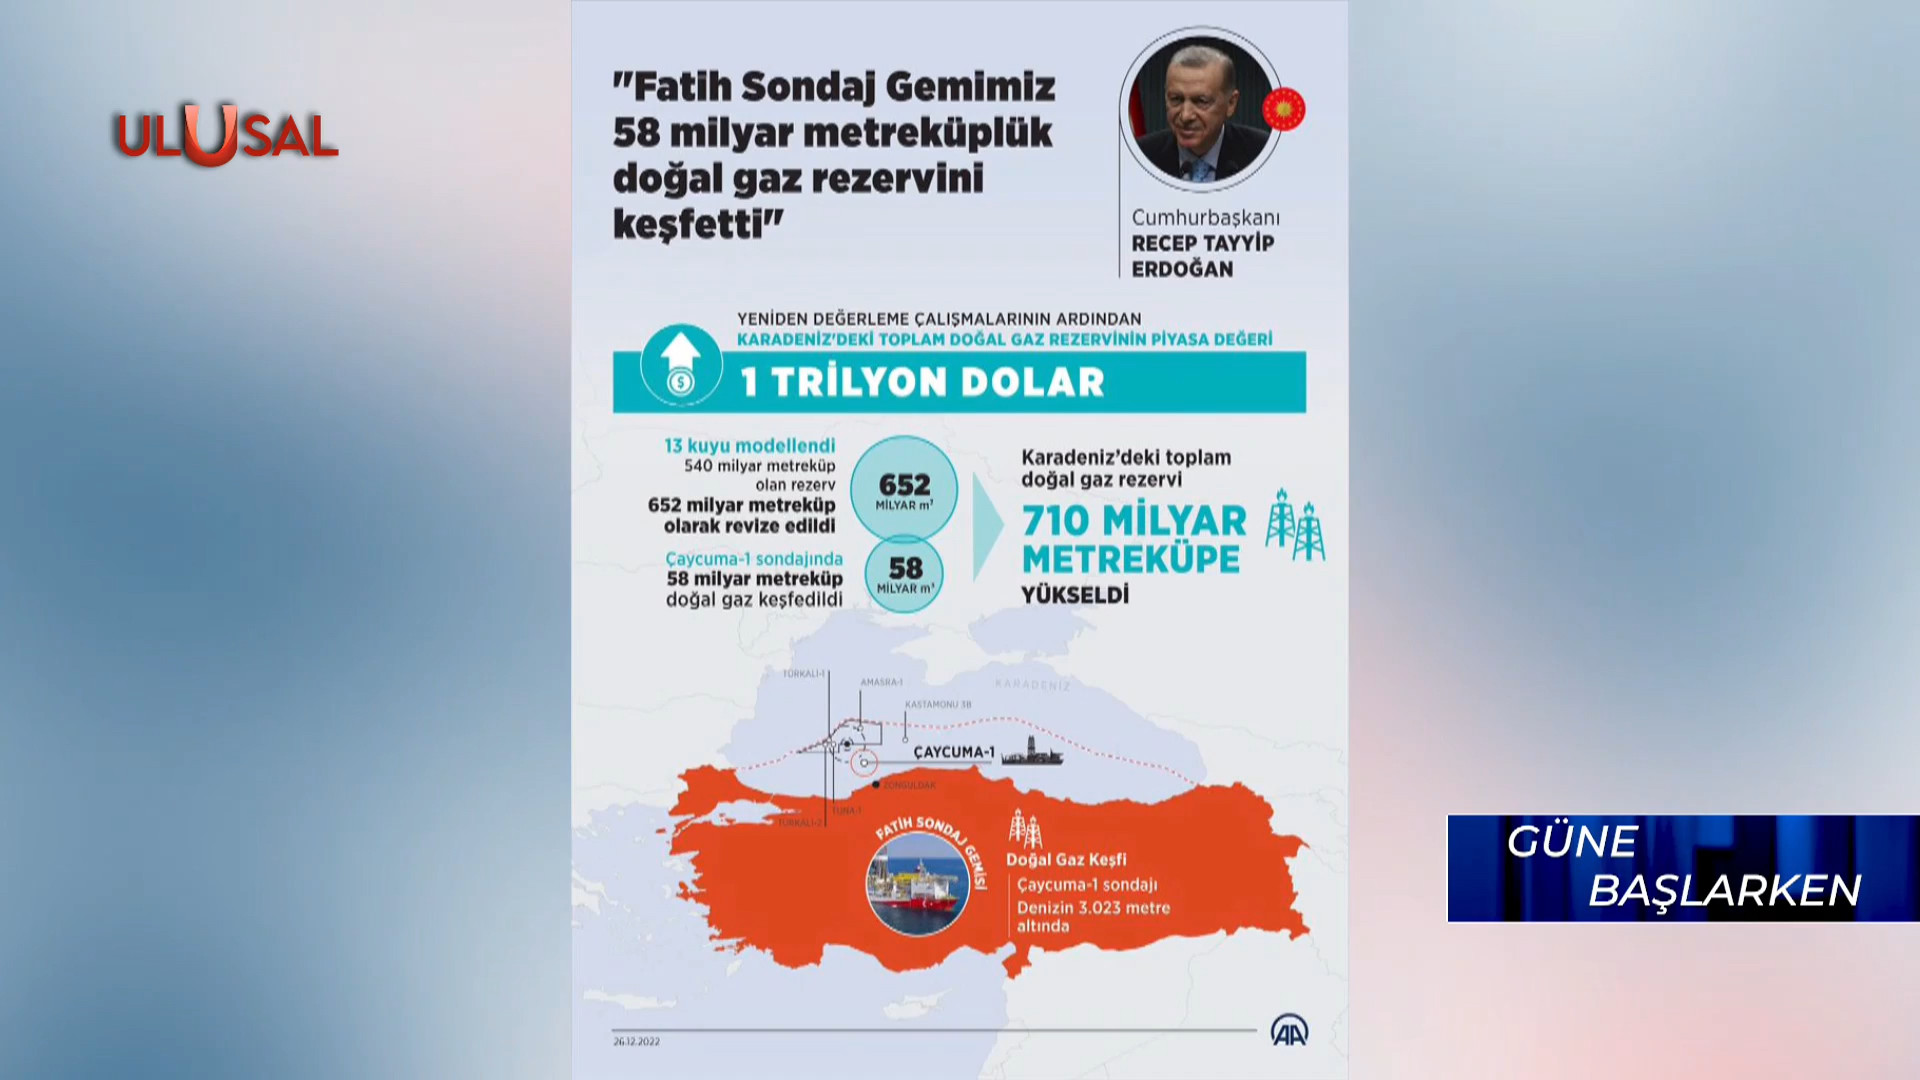 ULUSAL
"Fatih Sondaj Gemimiz
58 milyar metreküplük
doğal gaz rezervini
keşfetti"
Cumhurbaşkanı
RECEP TAYYİP
ERDOĞAN
YENİDEN DEĞERLEME ÇALIŞMALARININ ARDINDAN
KARADENİZ'DEKİ TOPLAM DOĞAL GAZ REZERVİNİN PİYASA DEĞERİ
$
1 TRİLYON DOLAR
13 kuyu modellendi
540 milyar metreküp
olan rezerv
652 milyar metreküp
olarak revize edildi
652
MİLYAR m³
Çaycuma-1 sondajında
58 milyar metreküp
doğal gaz keşfedildi
58
MİLYAR m³
Karadeniz'deki toplam
doğal gaz rezervi
710 MİLYAR
METREKÜPE
YÜKSELDİ
TÜRKALİ-1
AMASRA-1
KARADENİZ
KASTAMONU 3B
ÇAYCUMA-1
ZONGULDAK
TUNA-1
TÜRKALİ-2
FATİH SONDAJ GEMİSİ
Doğal Gaz Keşfi
Çaycuma-1 sondajı
Denizin 3.023 metre
altında
GÜNE
BAŞLARKEN
26.12.2022
AA